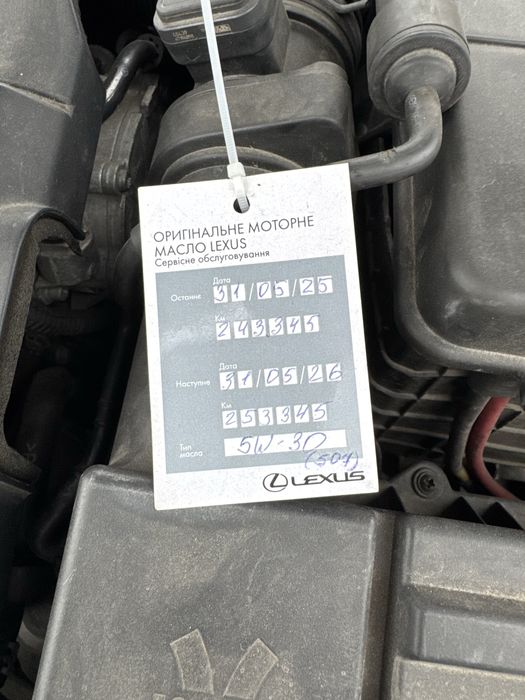 ОРИГІНАЛЬНЕ МОТОРНЕ
МАСЛО LEXUS
Сервісне обслуговування
Дата
Останнє 31/05/25
Км
243345
Дата
Наступне 31/05/26
Км
253345
Тип масла 5W-30
(504)
LEXUS